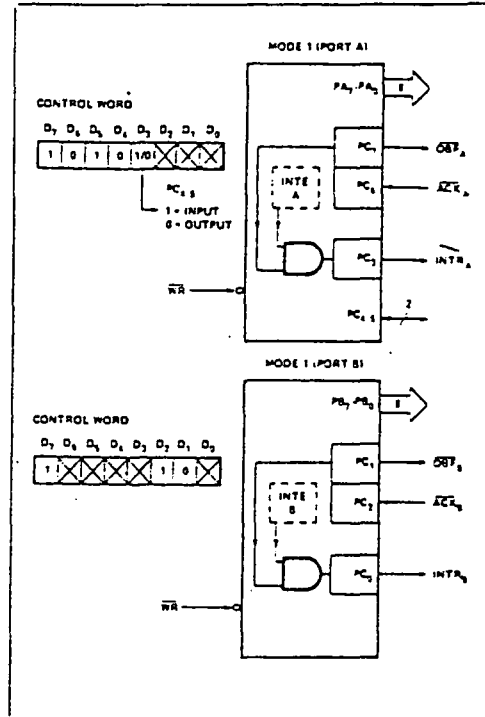 MODE 1 (PORT A)
PA7-PA0
8
CONTROL WORD
D7 D6 D5 D4 D3 D2 D1 D0
1 0 1 0 1/0
PC4,5
1 = INPUT
0 = OUTPUT
PC7
OBFA
PC6
ACKA
INTE
A
PC3
INTRA
WR
PC4,5
2
MODE 1 (PORT B)
PB7-PB0
8
CONTROL WORD
D7 D6 D5 D4 D3 D2 D1 D0
1 1 0
PC1
OBFB
PC2
ACKB
INTE
B
PC0
INTRB
WR